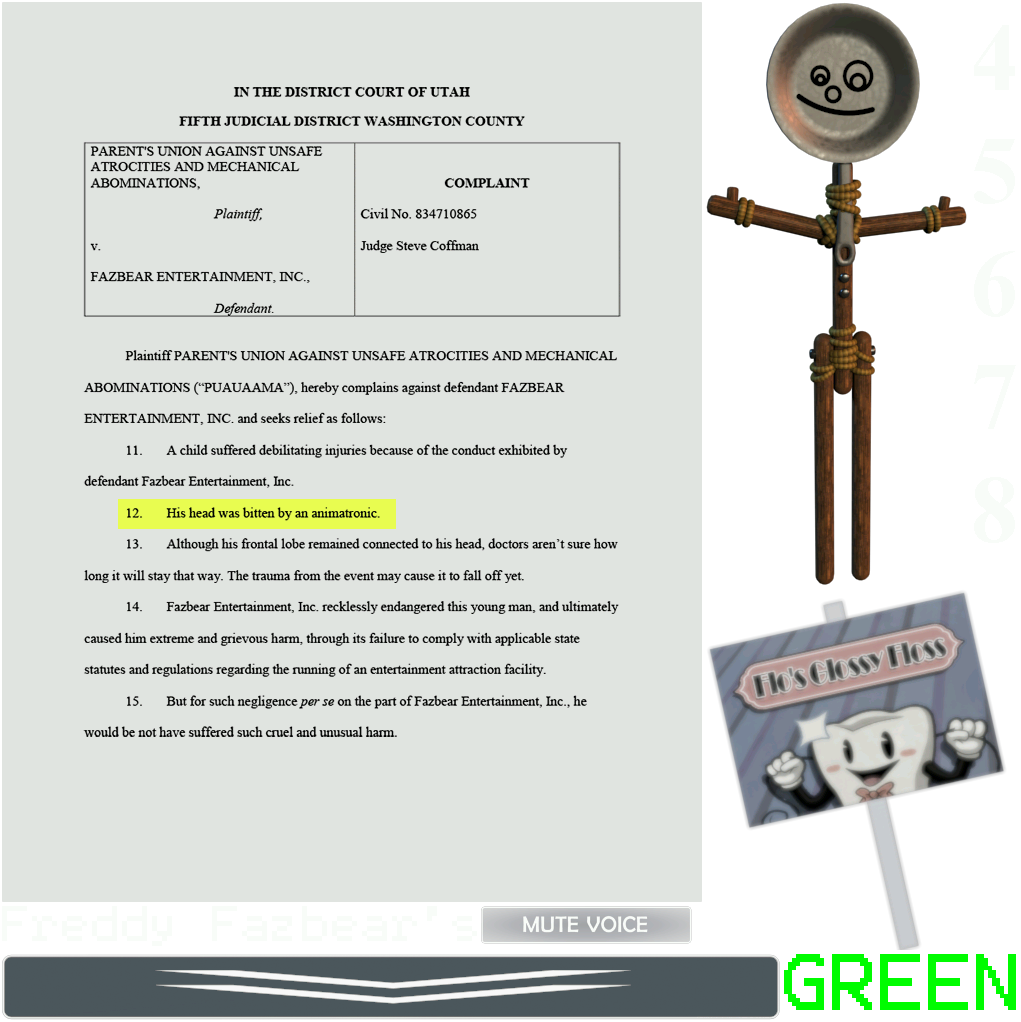 IN THE DISTRICT COURT OF UTAH
FIFTH JUDICIAL DISTRICT WASHINGTON COUNTY
PARENT'S UNION AGAINST UNSAFE
ATROCITIES AND MECHANICAL
ABOMINATIONS,
Plaintiff,
v.
FAZBEAR ENTERTAINMENT, INC.,
Defendant.
COMPLAINT
Civil No. 834710865
Judge Steve Coffman
Plaintiff PARENT'S UNION AGAINST UNSAFE ATROCITIES AND MECHANICAL
ABOMINATIONS (“PUAUAAMA”), hereby complains against defendant FAZBEAR
ENTERTAINMENT, INC. and seeks relief as follows:
11. A child suffered debilitating injuries because of the conduct exhibited by
defendant Fazbear Entertainment, Inc.
12. His head was bitten by an animatronic.
13. Although his frontal lobe remained connected to his head, doctors aren’t sure how
long it will stay that way. The trauma from the event may cause it to fall off yet.
14. Fazbear Entertainment, Inc. recklessly endangered this young man, and ultimately
caused him extreme and grievous harm, through its failure to comply with applicable state
statutes and regulations regarding the running of an entertainment attraction facility.
15. But for such negligence per se on the part of Fazbear Entertainment, Inc., he
would be not have suffered such cruel and unusual harm.
4
5
6
7
8
Flo's Glossy Floss
Freddy Fazbear's
MUTE VOICE
GREEN